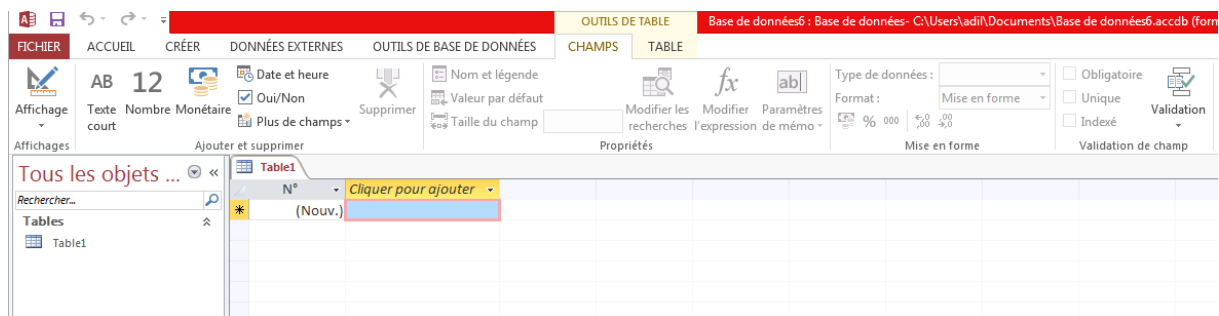 OUTILS DE TABLE
Base de données6 : Base de données- C:\Users\adil\Documents\Base de données6.accdb (form
FICHIER ACCUEIL CRÉER DONNÉES EXTERNES OUTILS DE BASE DE DONNÉES CHAMPS TABLE
Affichage
AB Texte court
12 Nombre
Monétaire
Date et heure
Oui/Non
Plus de champs
Supprimer
Nom et légende
Valeur par défaut
Taille du champ
Modifier les recherches
fx Modifier l'expression
ab Paramètres de mémo
Type de données :
Format : Mise en forme
% 000 ,00 ,0
Obligatoire
Unique
Indexé
Validation
Affichages Ajouter et supprimer Propriétés Mise en forme Validation de champ
Tous les objets ... «
Rechercher...
Tables
Table1
Table1
N° Cliquer pour ajouter
* (Nouv.)